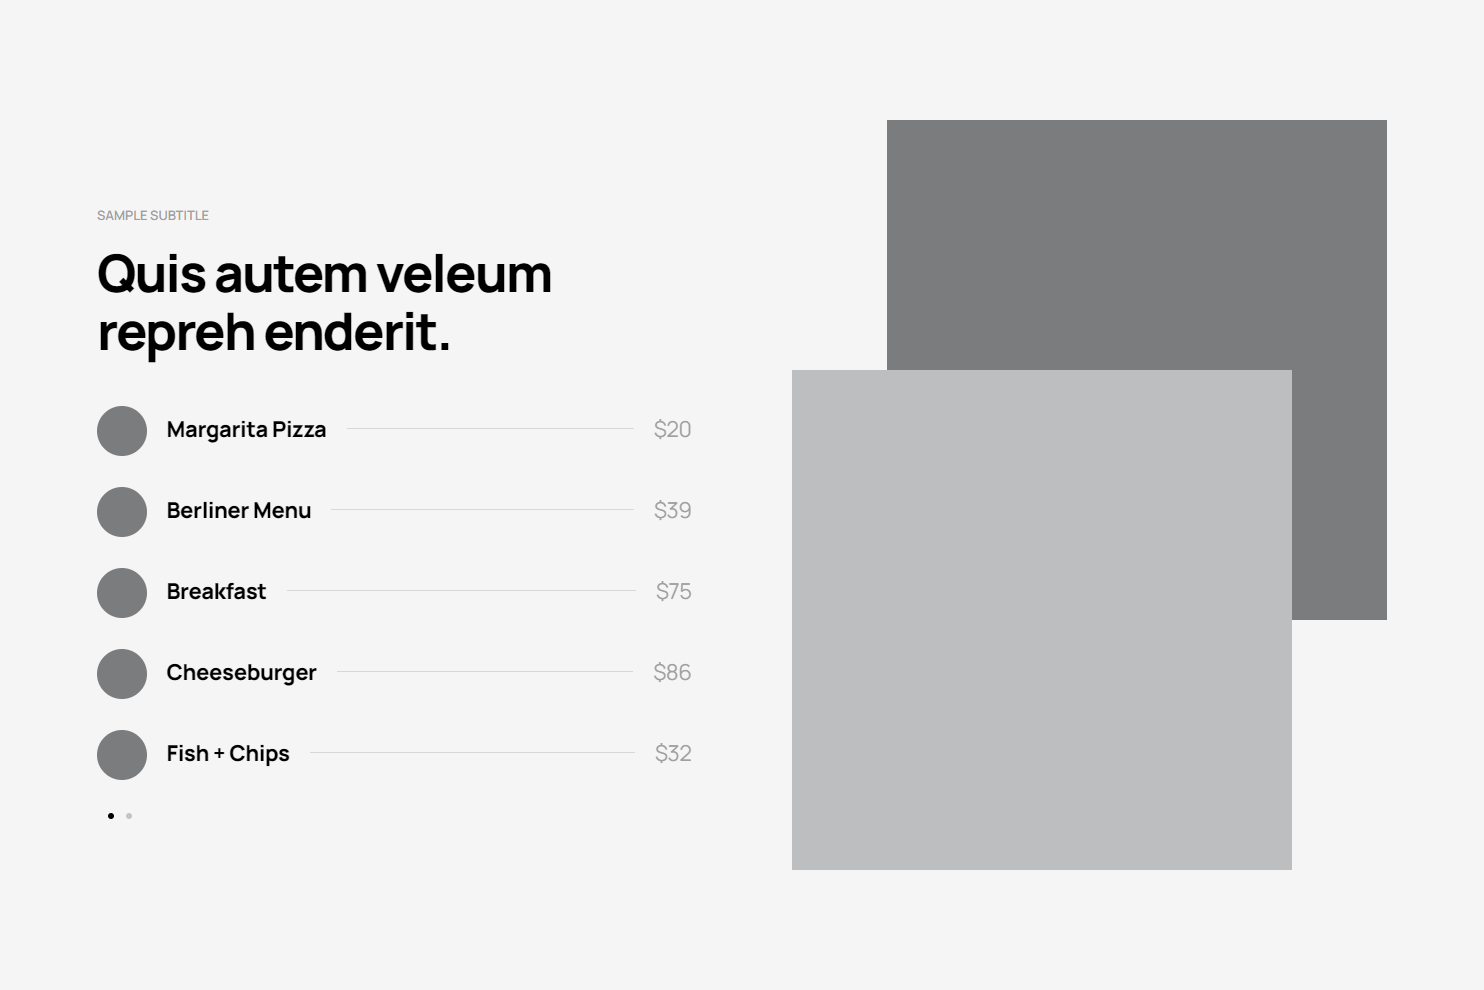 SAMPLE SUBTITLE
Quis autem veleum
repreh enderit.
Margarita Pizza $20
Berliner Menu $39
Breakfast $75
Cheeseburger $86
Fish + Chips $32